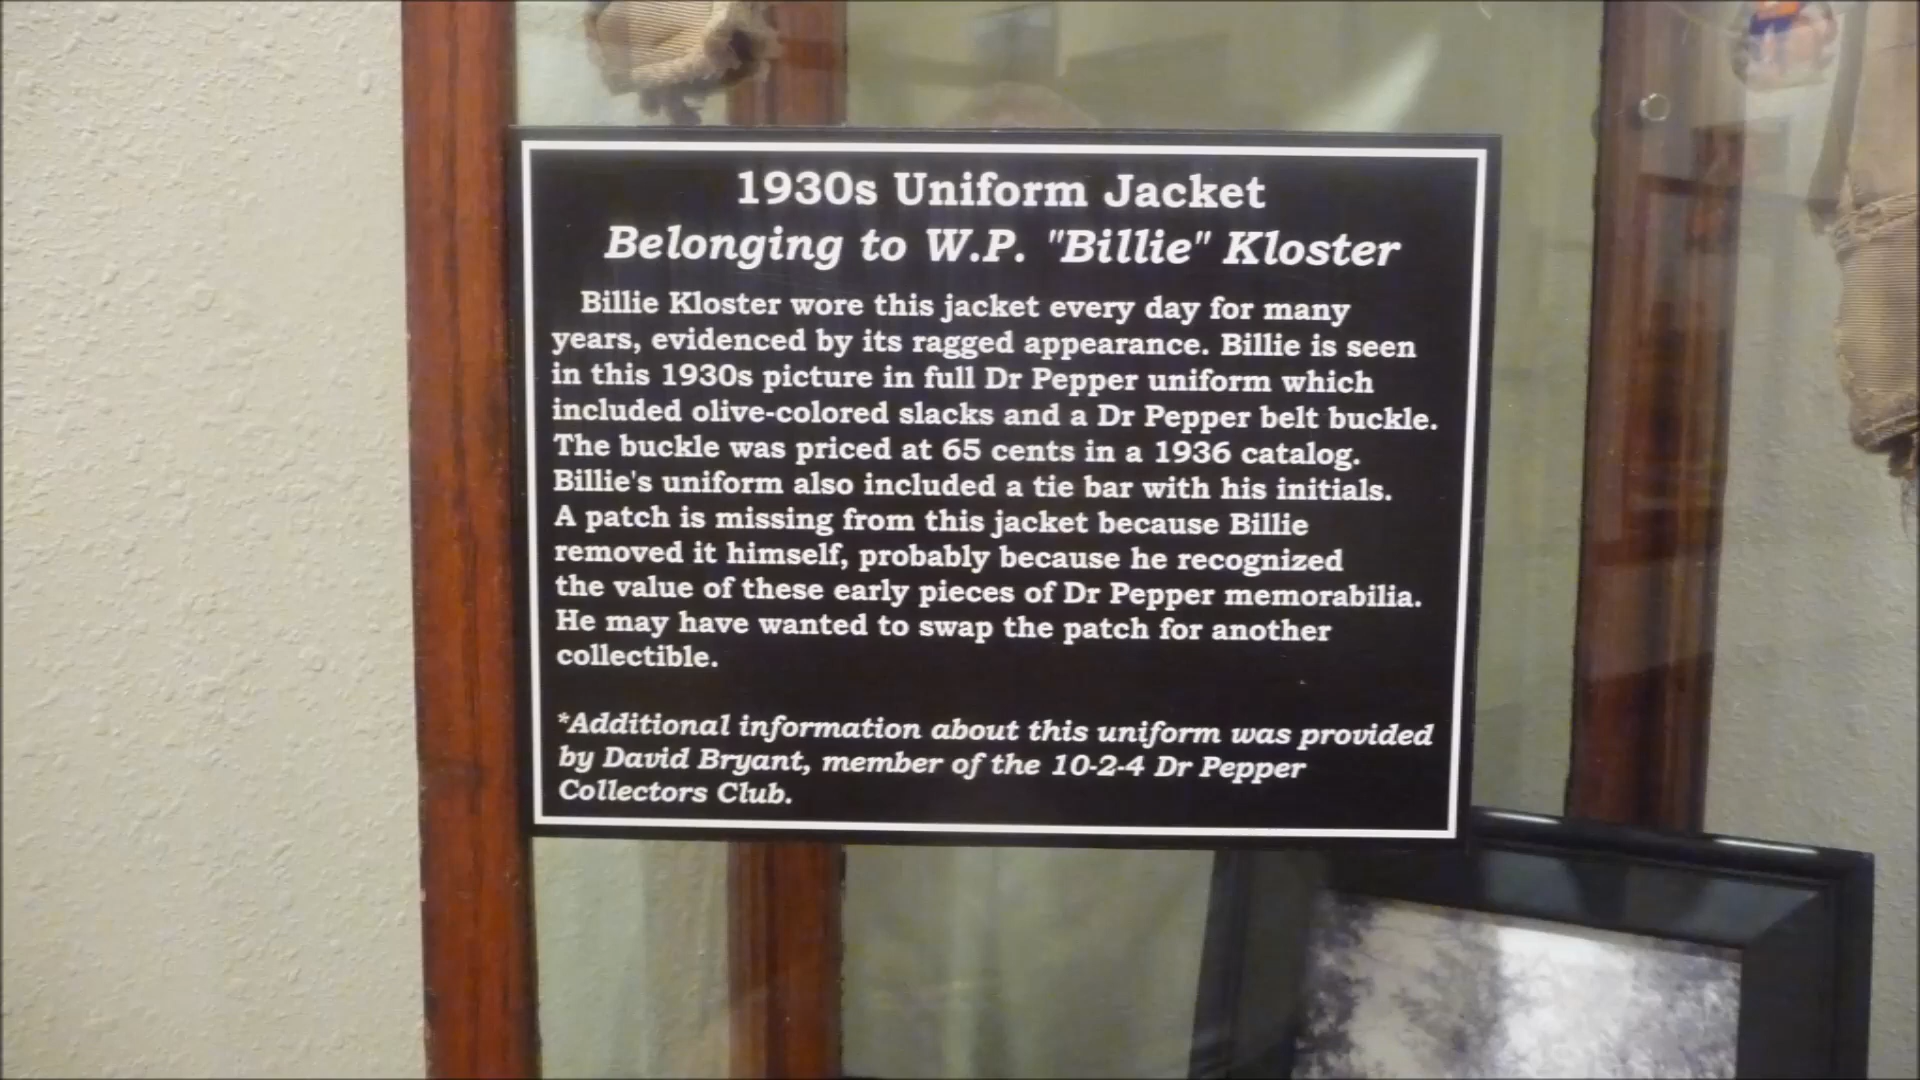 1930s Uniform Jacket
Belonging to W.P. "Billie" Kloster
Billie Kloster wore this jacket every day for many
years, evidenced by its ragged appearance. Billie is seen
in this 1930s picture in full Dr Pepper uniform which
included olive-colored slacks and a Dr Pepper belt buckle.
The buckle was priced at 65 cents in a 1936 catalog.
Billie's uniform also included a tie bar with his initials.
A patch is missing from this jacket because Billie
removed it himself, probably because he recognized
the value of these early pieces of Dr Pepper memorabilia.
He may have wanted to swap the patch for another
collectible.
*Additional information about this uniform was provided
by David Bryant, member of the 10-2-4 Dr Pepper
Collectors Club.